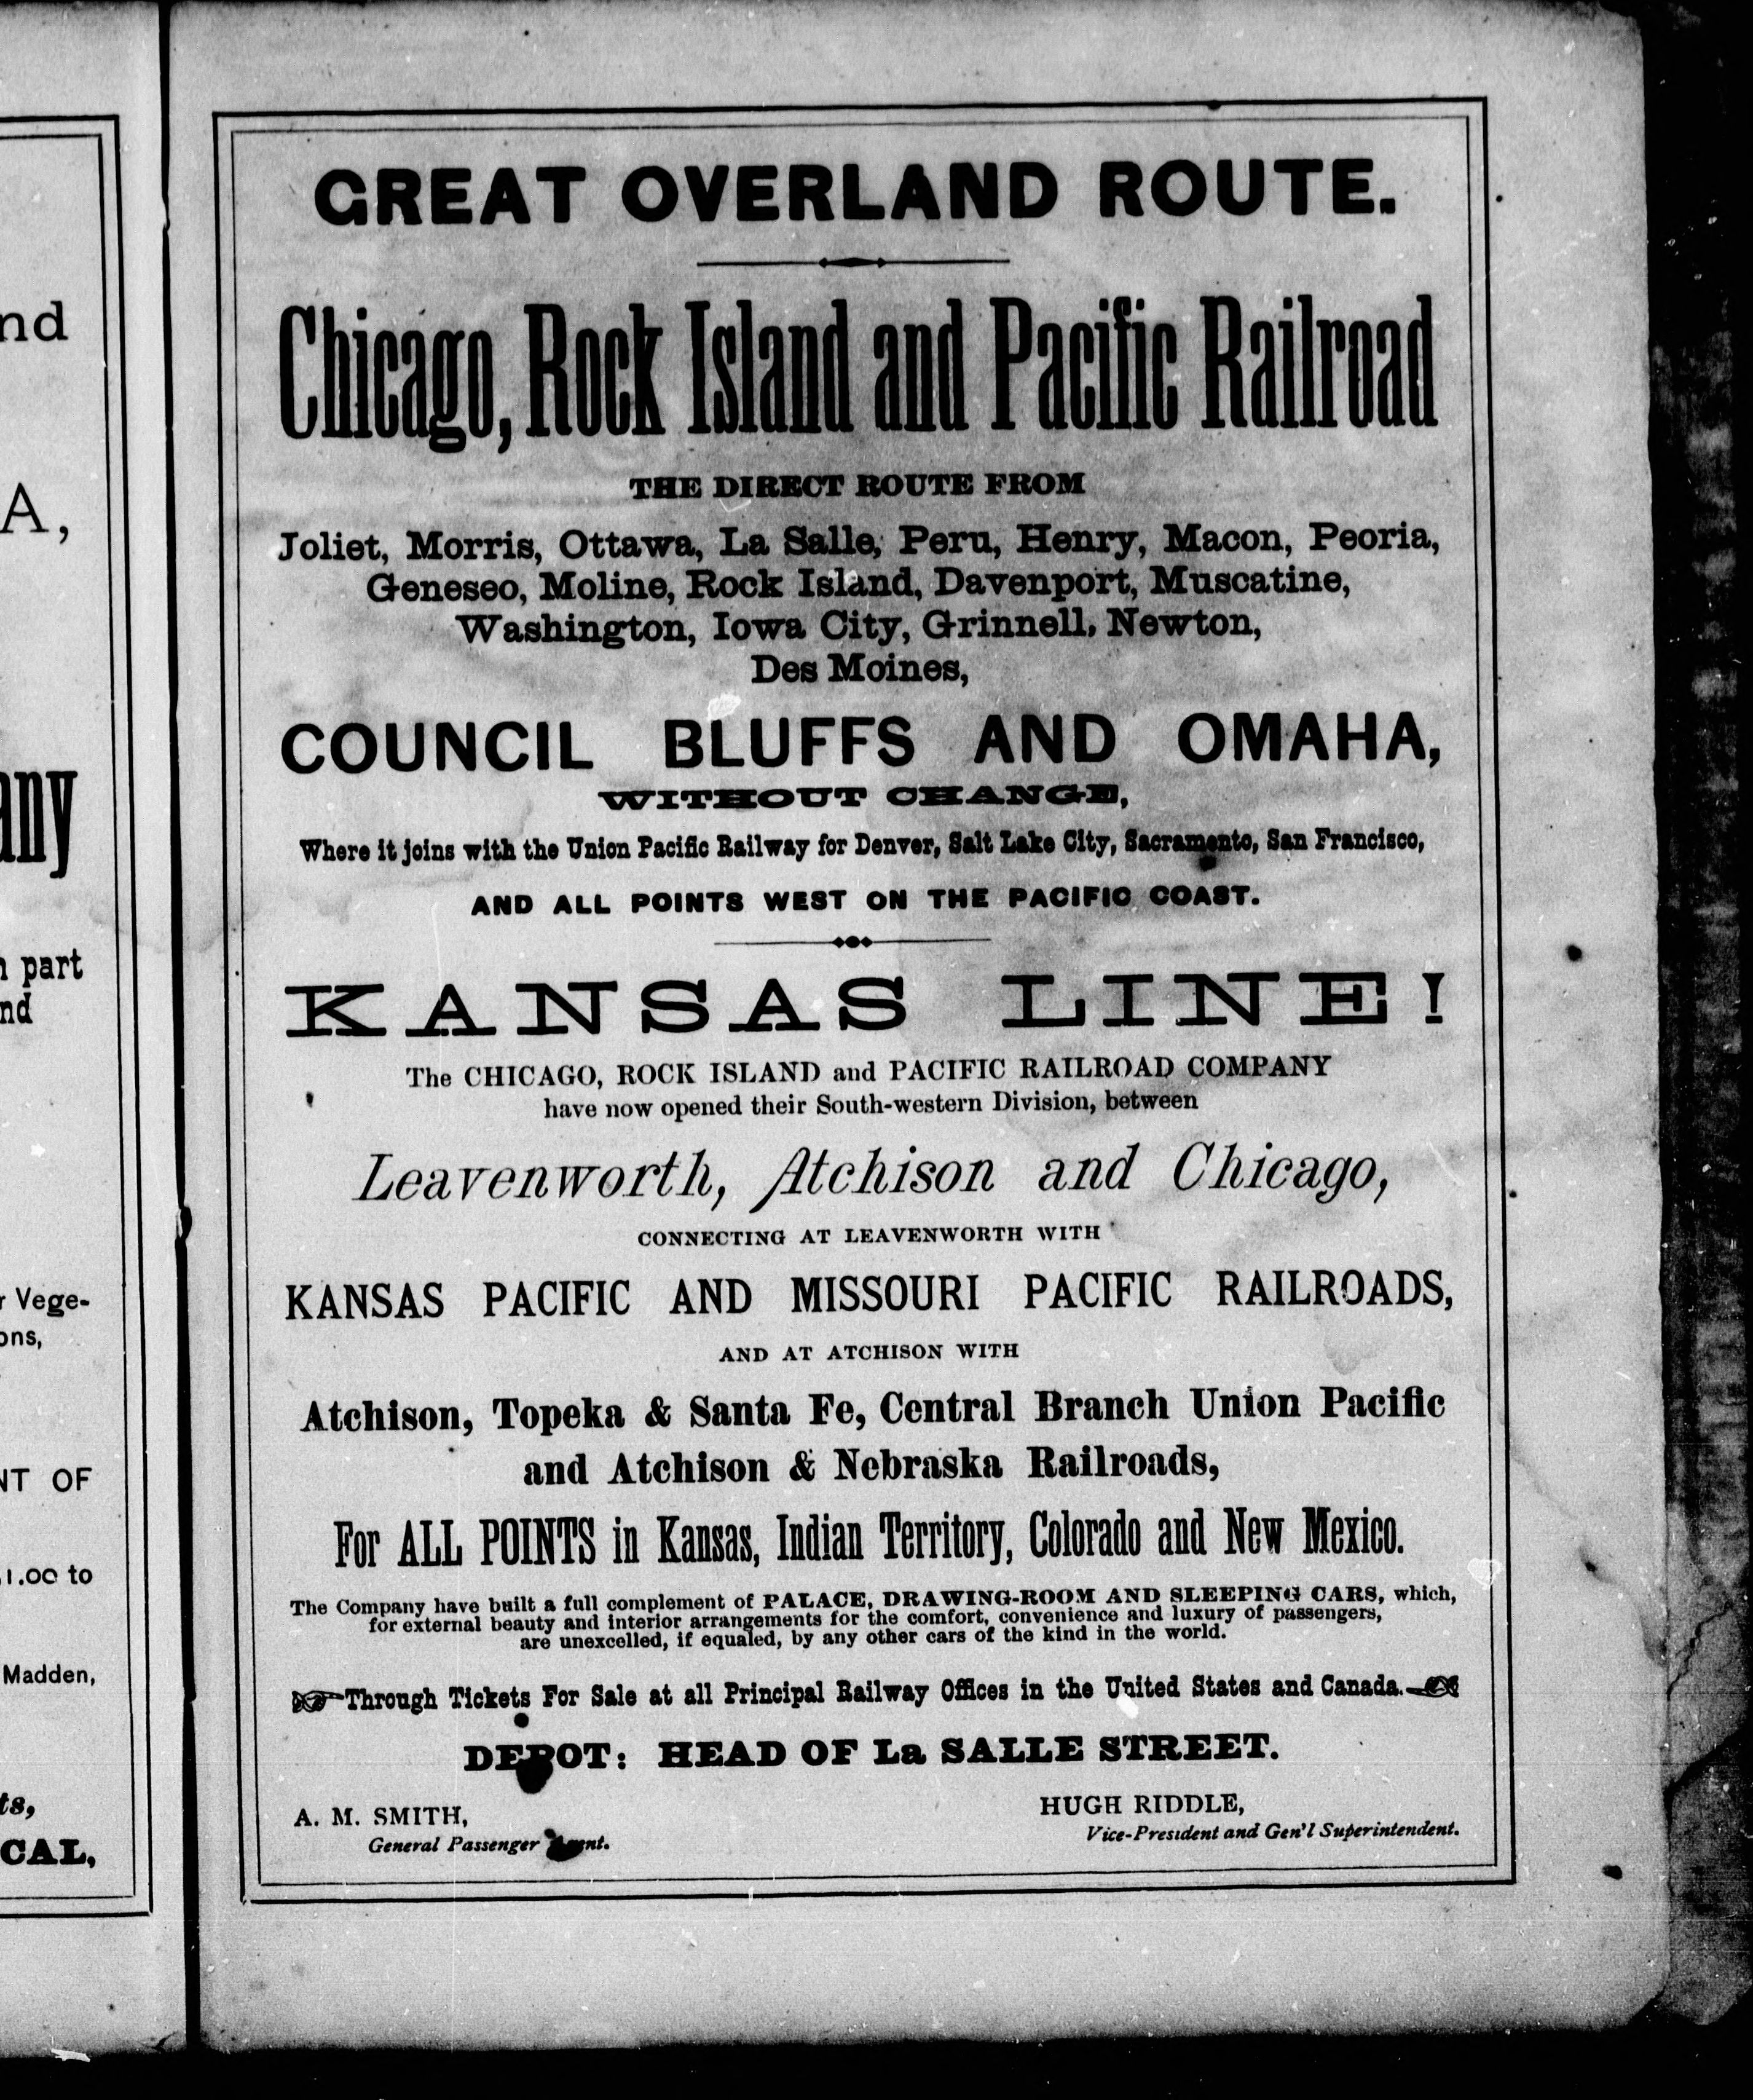 nd
A,
any
part
nd
Vege-
ons,
NT OF
1.00 to
Madden,
ts,
CAL,
GREAT OVERLAND ROUTE.
Chicago, Rock Island and Pacific Railroad
THE DIRECT ROUTE FROM
Joliet, Morris, Ottawa, La Salle, Peru, Henry, Macon, Peoria,
Geneseo, Moline, Rock Island, Davenport, Muscatine,
Washington, Iowa City, Grinnell, Newton,
Des Moines,
COUNCIL BLUFFS AND OMAHA,
WITHOUT CHANGE,
Where it joins with the Union Pacific Railway for Denver, Salt Lake City, Sacramento, San Francisco,
AND ALL POINTS WEST ON THE PACIFIC COAST.
KANSAS LINE!
The CHICAGO, ROCK ISLAND and PACIFIC RAILROAD COMPANY
have now opened their South-western Division, between
Leavenworth, Atchison and Chicago,
CONNECTING AT LEAVENWORTH WITH
KANSAS PACIFIC AND MISSOURI PACIFIC RAILROADS,
AND AT ATCHISON WITH
Atchison, Topeka & Santa Fe, Central Branch Union Pacific
and Atchison & Nebraska Railroads,
For ALL POINTS in Kansas, Indian Territory, Colorado and New Mexico.
The Company have built a full complement of PALACE, DRAWING-ROOM AND SLEEPING CARS, which,
for external beauty and interior arrangements for the comfort, convenience and luxury of passengers,
are unexcelled, if equaled, by any other cars of the kind in the world.
Through Tickets For Sale at all Principal Railway Offices in the United States and Canada.
DEPOT: HEAD OF La SALLE STREET.
A. M. SMITH,
General Passenger Agent.
HUGH RIDDLE,
Vice-President and Gen'l Superintendent.